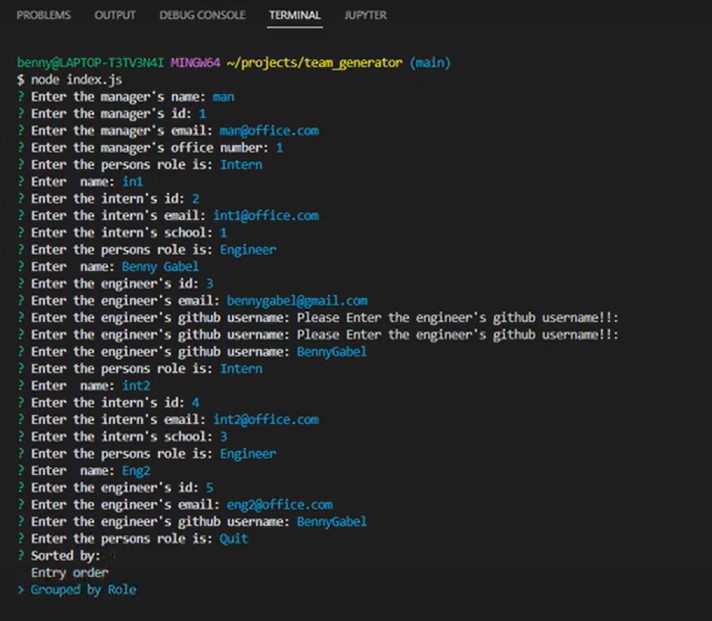 PROBLEMS OUTPUT DEBUG CONSOLE TERMINAL JUPYTER
benny@LAPTOP-T3TV3N4I MINGW64 ~/projects/team_generator (main)
$ node index.js
? Enter the manager's name: man
? Enter the manager's id: 1
? Enter the manager's email: man@office.com
? Enter the manager's office number: 1
? Enter the persons role is: Intern
? Enter  name: in1
? Enter the intern's id: 2
? Enter the intern's email: int1@office.com
? Enter the intern's school: 1
? Enter the persons role is: Engineer
? Enter  name: Benny Gabel
? Enter the engineer's id: 3
? Enter the engineer's email: bennygabel@gmail.com
? Enter the engineer's github username: Please Enter the engineer's github username!!:
? Enter the engineer's github username: Please Enter the engineer's github username!!:
? Enter the engineer's github username: BennyGabel
? Enter the persons role is: Intern
? Enter  name: int2
? Enter the intern's id: 4
? Enter the intern's email: int2@office.com
? Enter the intern's school: 3
? Enter the persons role is: Engineer
? Enter  name: Eng2
? Enter the engineer's id: 5
? Enter the engineer's email: eng2@office.com
? Enter the engineer's github username: BennyGabel
? Enter the persons role is: Quit
? Sorted by:
Entry order
> Grouped by Role